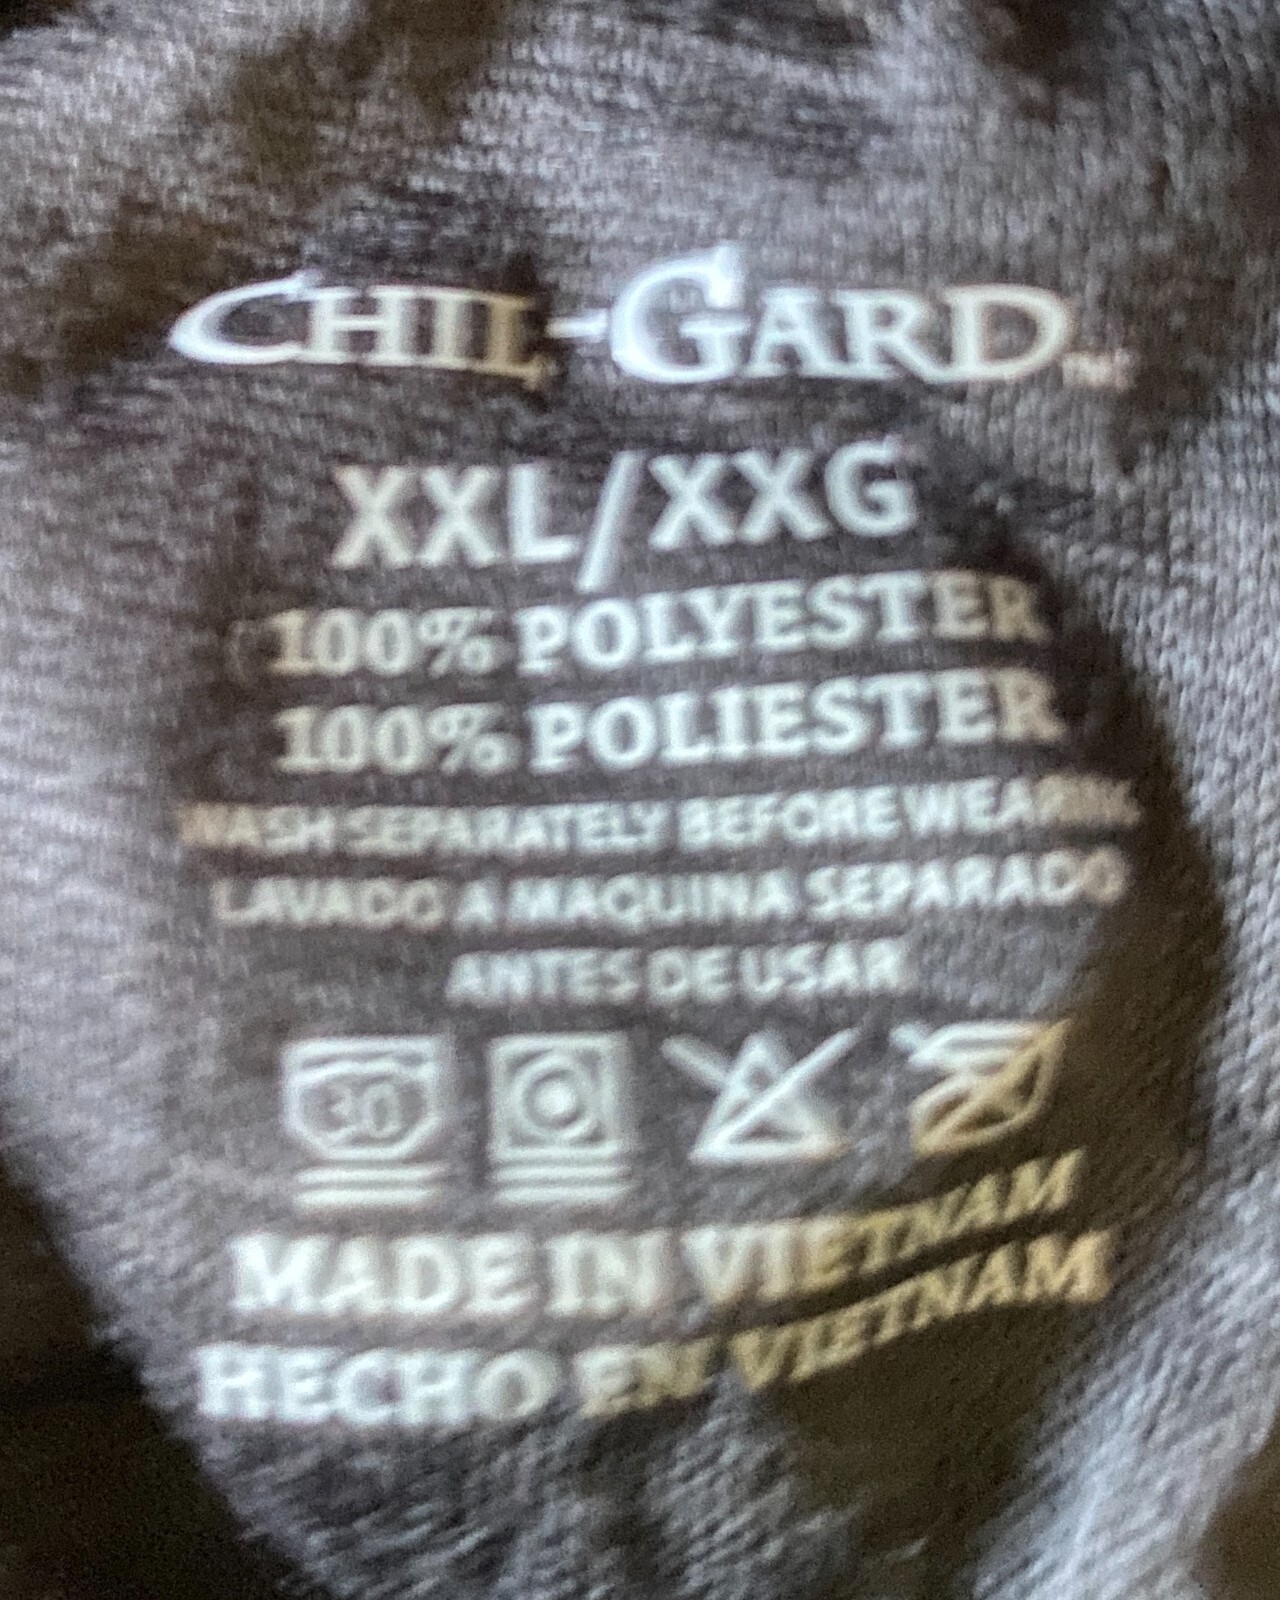 CHIL-GARD
XXL/XXG
100% POLYESTER
100% POLIESTER
WASH SEPARATELY BEFORE WEARING
LAVADO A MAQUINA SEPARADO
ANTES DE USAR
30
MADE IN VIETNAM
HECHO EN VIETNAM